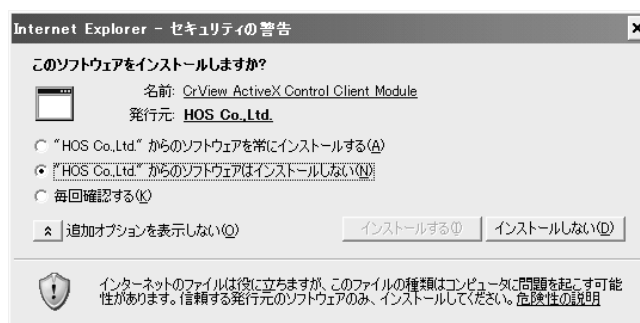 Internet Explorer - セキュリティの警告
このソフトウェアをインストールしますか?
名前: CrView ActiveX Control Client Module
発行元: HOS Co.,Ltd.
"HOS Co.,Ltd." からのソフトウェアを常にインストールする(A)
"HOS Co.,Ltd." からのソフトウェアはインストールしない(N)
毎回確認する(K)
追加オプションを表示しない(O) インストールする(I) インストールしない(D)
インターネットのファイルは役に立ちますが、このファイルの種類はコンピュータに問題を起こす可能
性があります。信頼する発行元のソフトウェアのみ、インストールしてください。危険性の説明